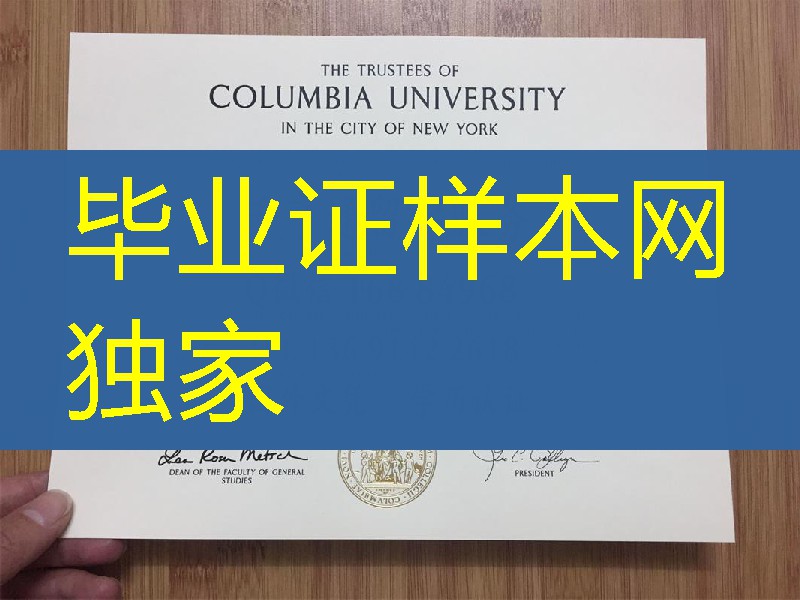 THE TRUSTEES OF
COLUMBIA UNIVERSITY
IN THE CITY OF NEW YORK
毕业证样本网
独家
DEAN OF THE FACULTY OF GENERAL
STUDIES
PRESIDENT